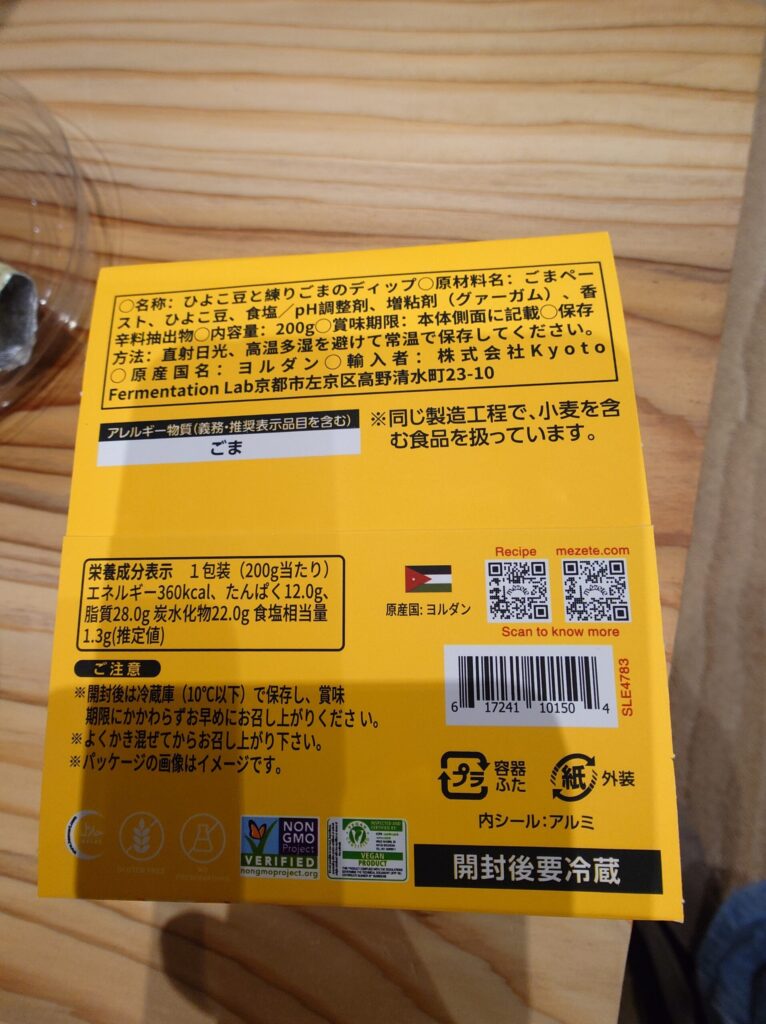 ○名称：ひよこ豆と練りごまのディップ○原材料名：ごまペー
スト、ひよこ豆、食塩／pH調整剤、増粘剤（グァーガム）、香
辛料抽出物○内容量：200g○賞味期限：本体側面に記載○保存
方法：直射日光、高温多湿を避けて常温で保存してください。
○原産国名：ヨルダン○輸入者：株式会社Kyoto
Fermentation Lab京都市左京区高野清水町23-10
アレルギー物質（義務・推奨表示品目を含む）
ごま
※同じ製造工程で、小麦を含
む食品を扱っています。
栄養成分表示　１包装（200g当たり）
エネルギー360kcal、たんぱく12.0g、
脂質28.0g 炭水化物22.0g 食塩相当量
1.3g(推定値)
原産国: ヨルダン
Recipe mezete.com
mezete mezete
Scan to know more
6 17241 10150 4
SLE4783
ご注意
※開封後は冷蔵庫（10℃以下）で保存し、賞味
期限にかかわらずお早めにお召し上がりください。
※よくかき混ぜてからお召し上がり下さい。
※パッケージの画像はイメージです。
プラ 容器
ふた
紙 外装
内シール：アルミ
GLUTEN FREE
NO
PRESERVATIVES
NON
GMO
Project
VERIFIED
nongmoproject.org
VEGAN
PRODUCT
開封後要冷蔵